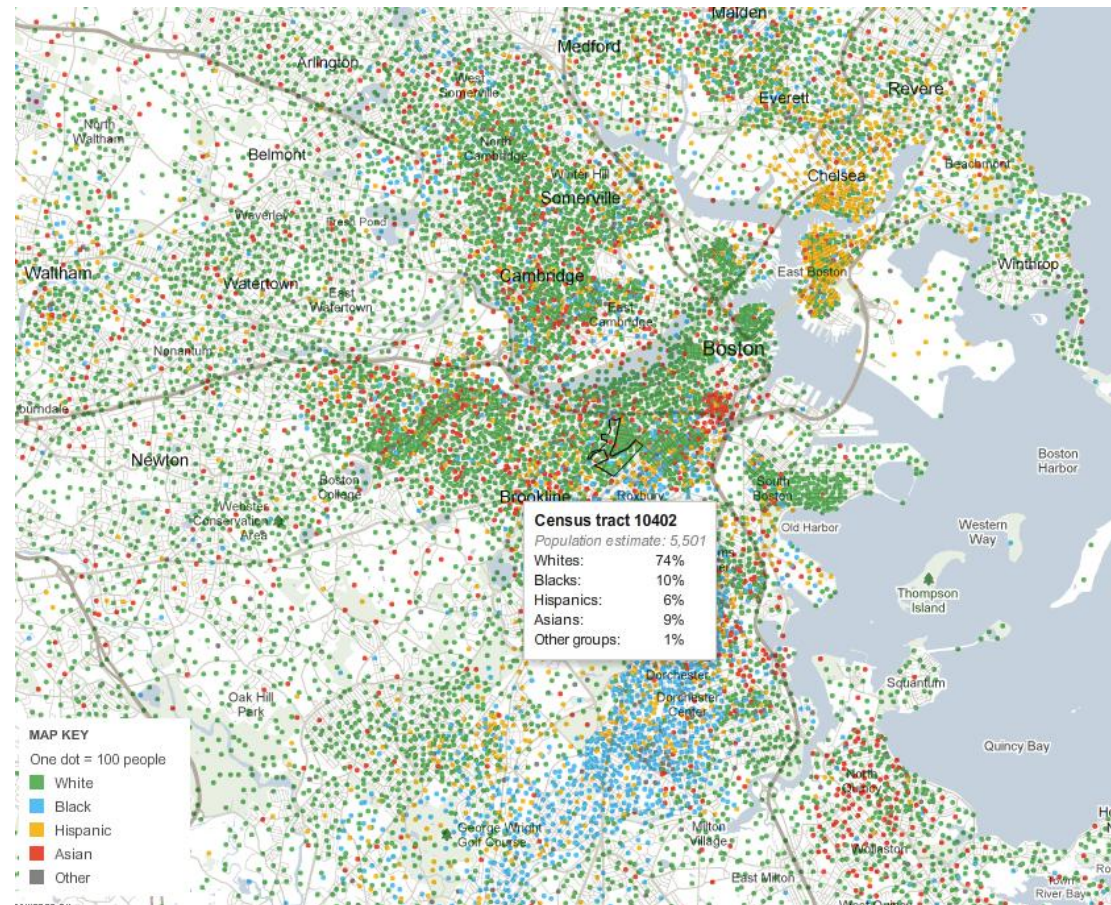 Malden
Medford
Arlington
West
Somerville
Everett
Revere
North
Waltham
Belmont
North
Cambridge
Winter Hill
Chelsea
Beachmont
Somerville
Waverley
Fresh Pond
Waltham
Watertown
Cambridge
East Boston
Winthrop
East
Watertown
East
Cambridge
Nonantum
Boston
Newton
Boston
College
Boston
Harbor
Webster
Conservation
Area
Brookline
Roxbury
South
Boston
Old Harbor
Western
Way
Thompson
Island
Census tract 10402
Population estimate: 5,501
Whites: 74%
Blacks: 10%
Hispanics: 6%
Asians: 9%
Other groups: 1%
Dorchester
Dorchester
Center
Squantum
Oak Hill
Park
Quincy Bay
MAP KEY
One dot = 100 people
White
Black
Hispanic
Asian
Other
North
Quincy
George Wright
Golf Course
Milton
Village
Wollaston
East Milton
Town
River Bay